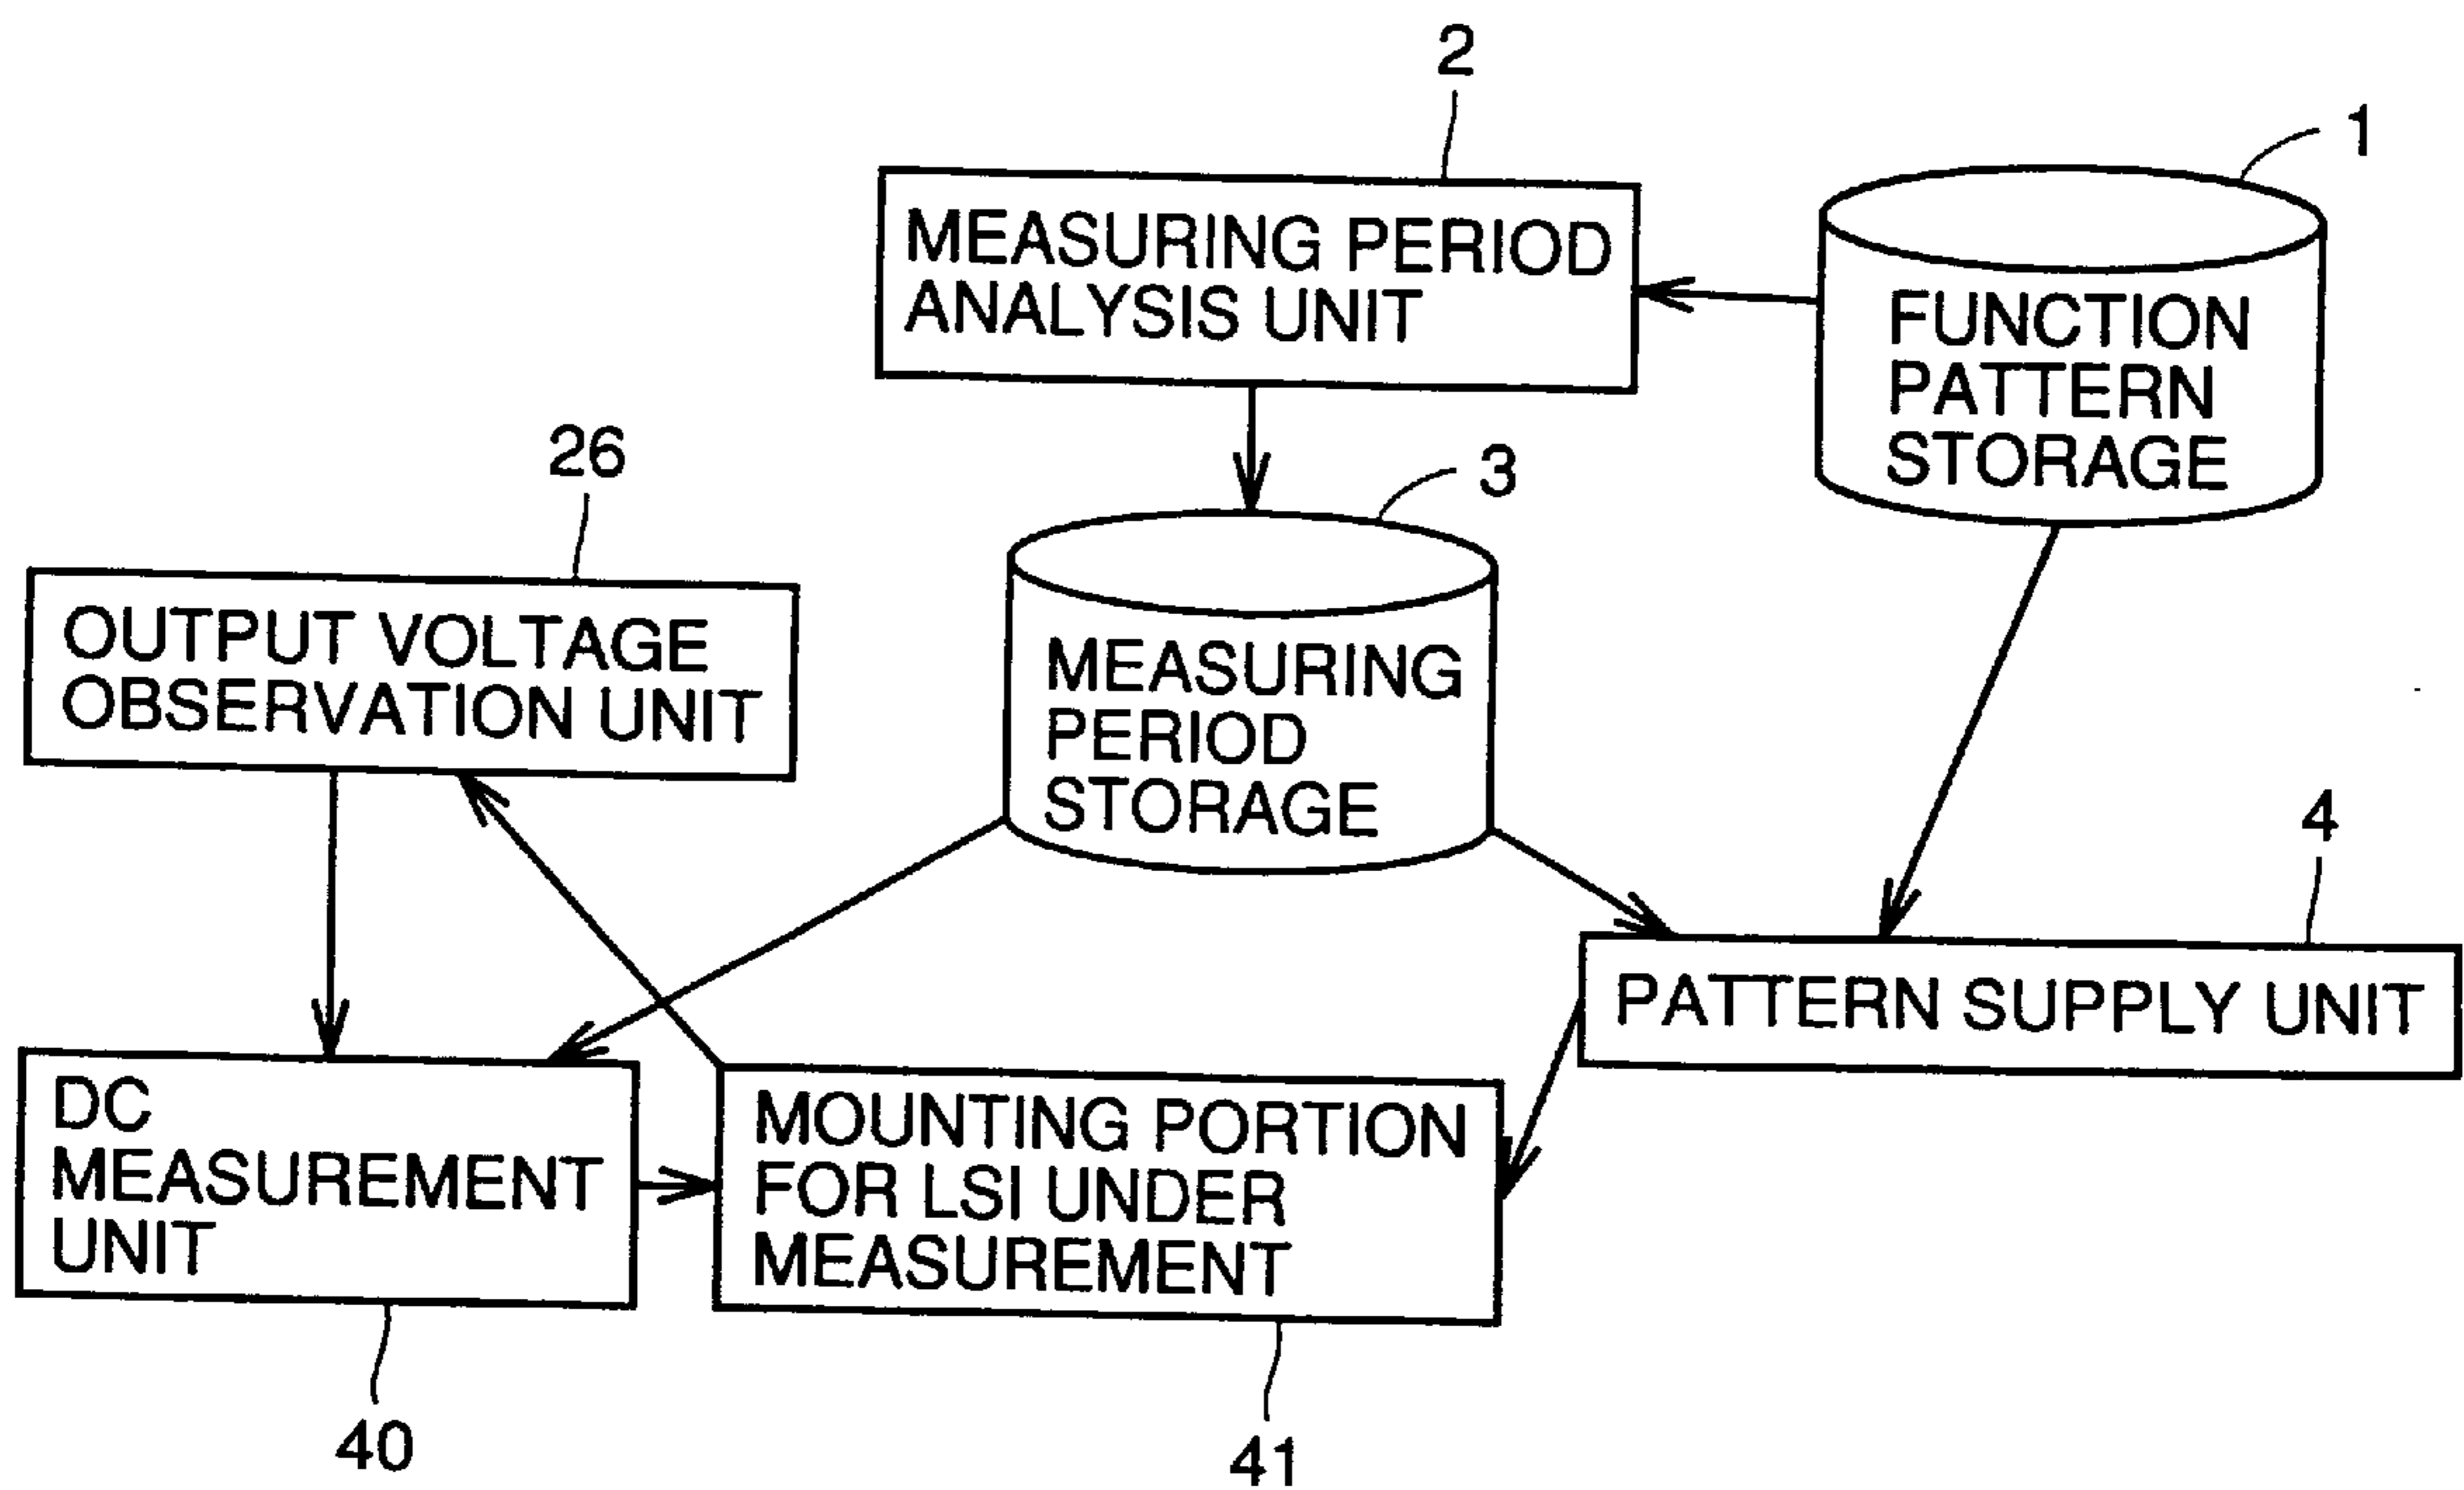 2
1
MEASURING PERIOD
ANALYSIS UNIT
FUNCTION
PATTERN
STORAGE
26
3
OUTPUT VOLTAGE
OBSERVATION UNIT
MEASURING
PERIOD
STORAGE
4
PATTERN SUPPLY UNIT
DC
MEASUREMENT
UNIT
MOUNTING PORTION
FOR LSI UNDER
MEASUREMENT
40
41